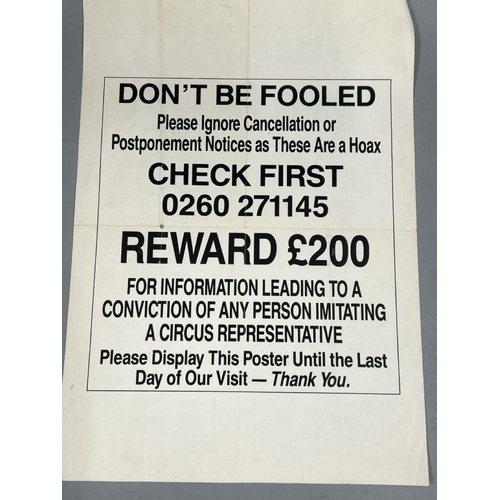 DON'T BE FOOLED
Please Ignore Cancellation or
Postponement Notices as These Are a Hoax
CHECK FIRST
0260 271145
REWARD £200
FOR INFORMATION LEADING TO A
CONVICTION OF ANY PERSON IMITATING
A CIRCUS REPRESENTATIVE
Please Display This Poster Until the Last
Day of Our Visit — Thank You.